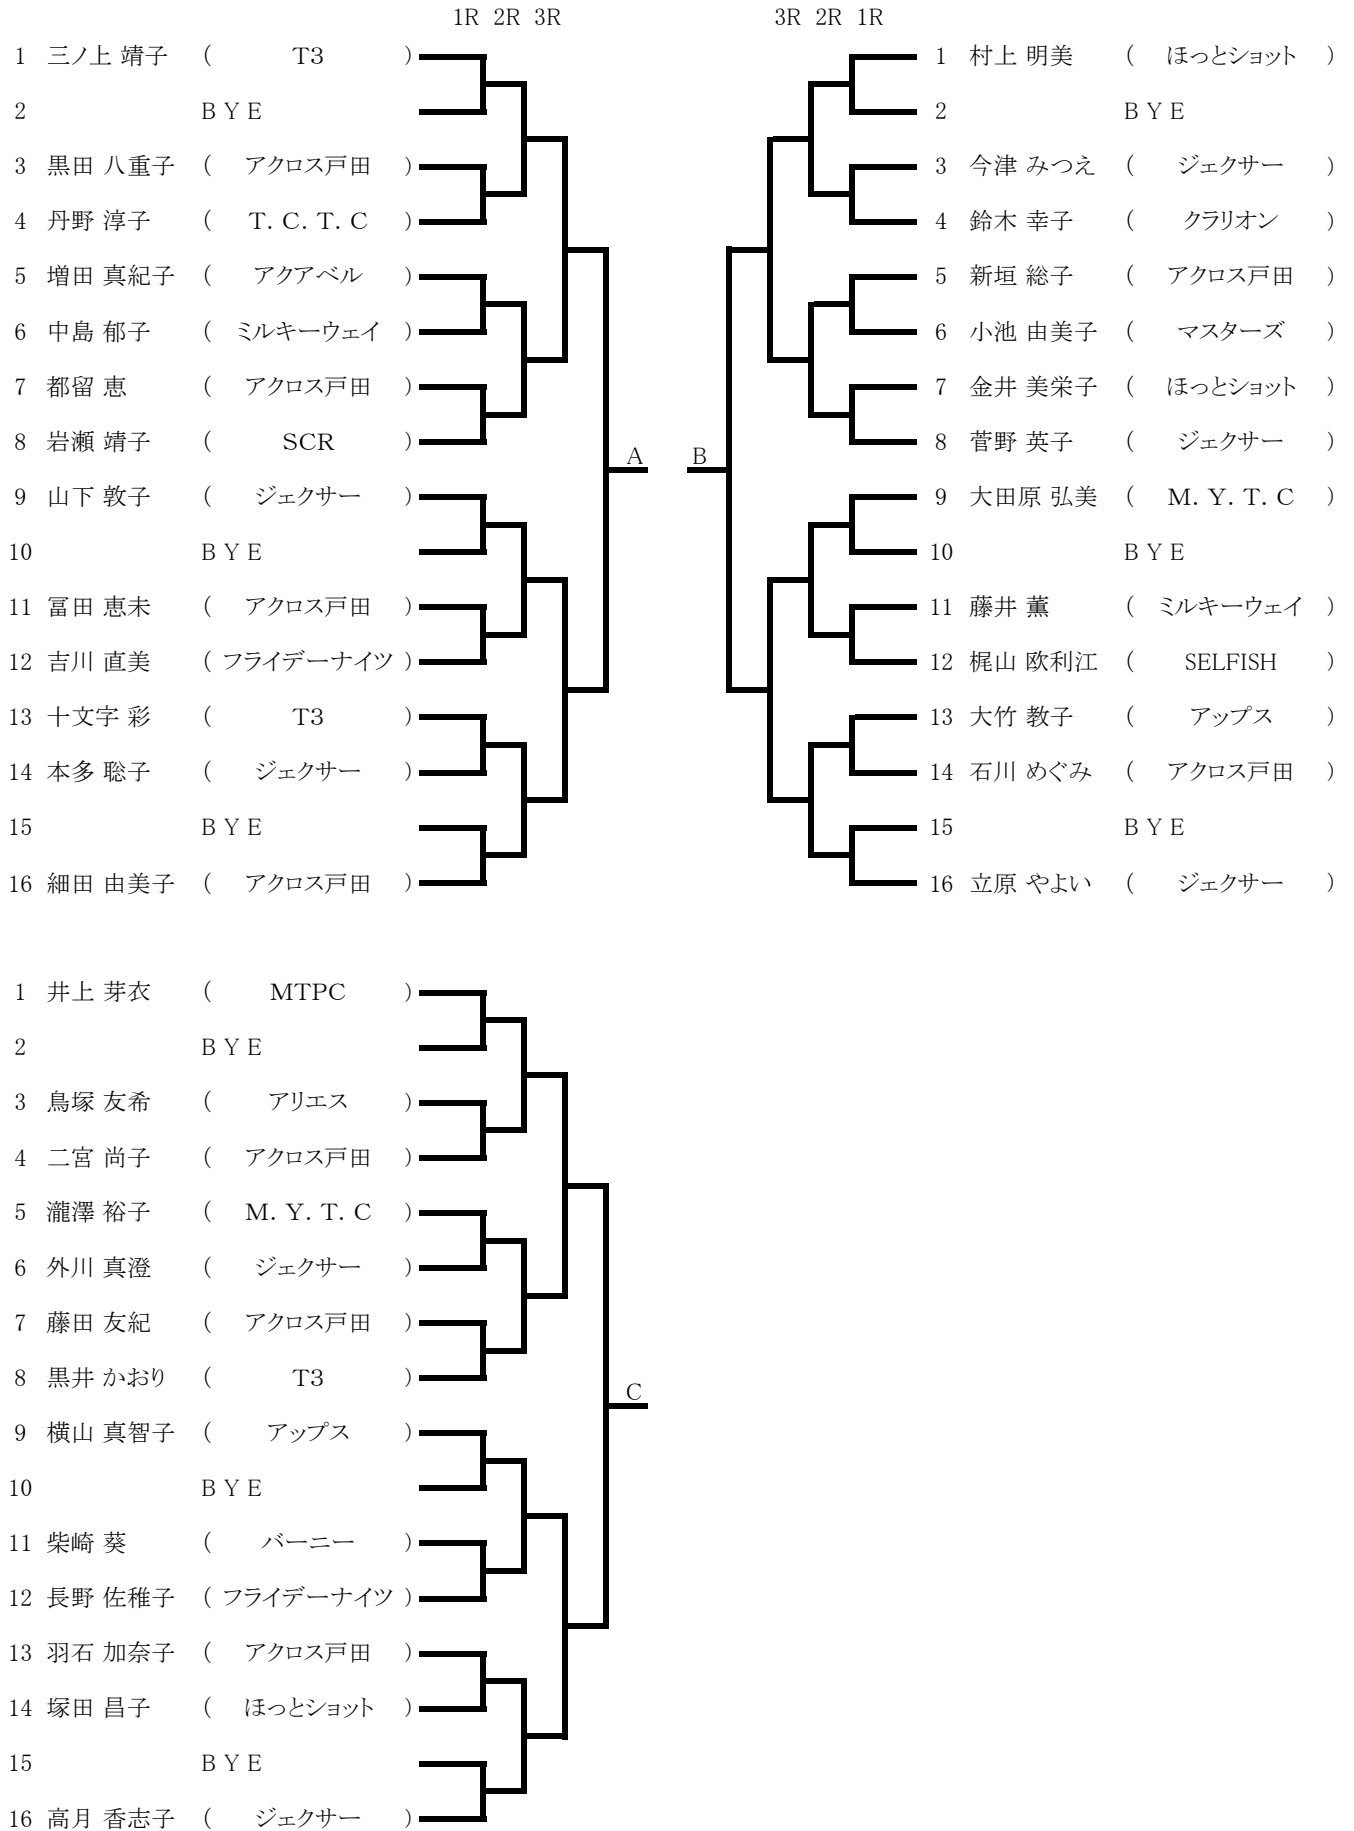 1R 2R 3R
1 三ノ上 靖子 ( T3 )
2 BYE
3 黒田 八重子 ( アクロス戸田 )
4 丹野 淳子 ( T.C.T.C )
5 増田 真紀子 ( アクアベル )
6 中島 郁子 ( ミルキーウェイ )
7 都留 恵 ( アクロス戸田 )
8 岩瀬 靖子 ( SCR )
A
9 山下 敦子 ( ジェクサー )
10 BYE
11 冨田 恵未 ( アクロス戸田 )
12 吉川 直美 ( フライデーナイツ )
13 十文字 彩 ( T3 )
14 本多 聡子 ( ジェクサー )
15 BYE
16 細田 由美子 ( アクロス戸田 )
3R 2R 1R
1 村上 明美 ( ほっとショット )
2 BYE
3 今津 みつえ ( ジェクサー )
4 鈴木 幸子 ( クラリオン )
5 新垣 総子 ( アクロス戸田 )
6 小池 由美子 ( マスターズ )
7 金井 美栄子 ( ほっとショット )
8 菅野 英子 ( ジェクサー )
B
9 大田原 弘美 ( M.Y.T.C )
10 BYE
11 藤井 薫 ( ミルキーウェイ )
12 梶山 欧利江 ( SELFISH )
13 大竹 教子 ( アップス )
14 石川 めぐみ ( アクロス戸田 )
15 BYE
16 立原 やよい ( ジェクサー )
1 井上 芽衣 ( MTPC )
2 BYE
3 鳥塚 友希 ( アリエス )
4 二宮 尚子 ( アクロス戸田 )
5 瀧澤 裕子 ( M.Y.T.C )
6 外川 真澄 ( ジェクサー )
7 藤田 友紀 ( アクロス戸田 )
8 黒井 かおり ( T3 )
C
9 横山 真智子 ( アップス )
10 BYE
11 柴崎 葵 ( バーニー )
12 長野 佐稚子 ( フライデーナイツ )
13 羽石 加奈子 ( アクロス戸田 )
14 塚田 昌子 ( ほっとショット )
15 BYE
16 高月 香志子 ( ジェクサー )